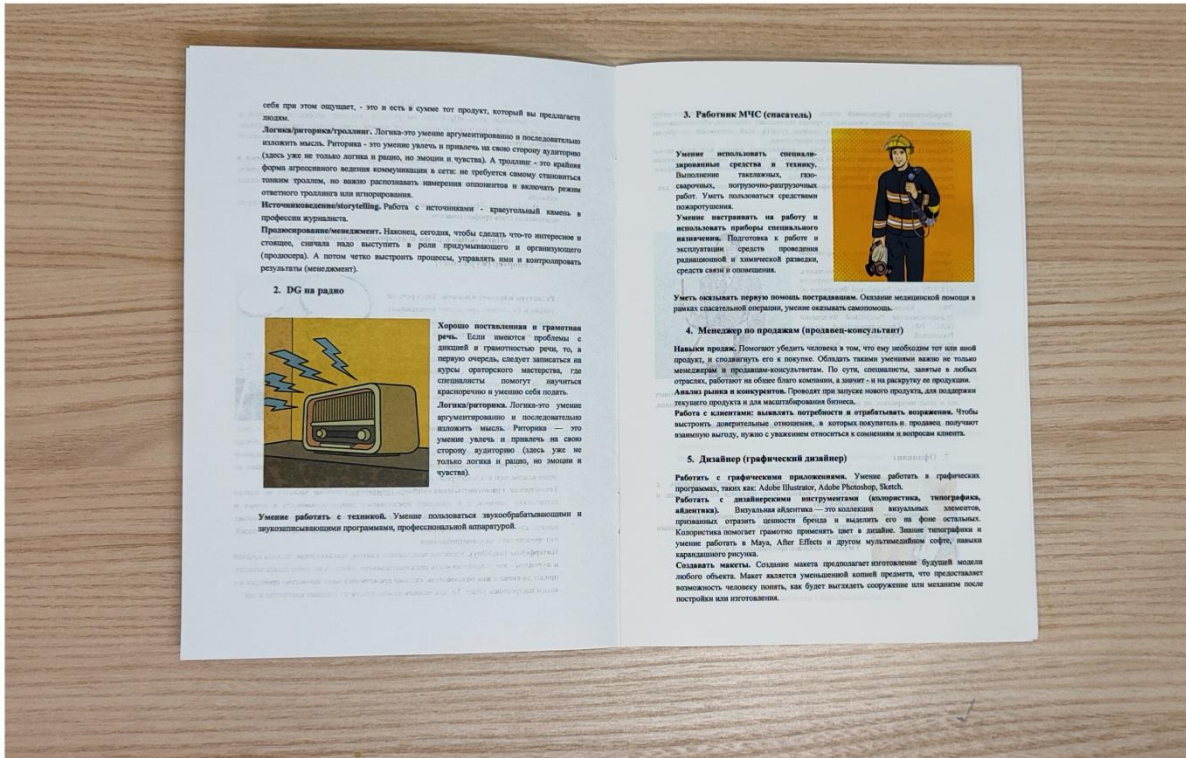 себя при этом ощущает, - это и есть в сумме тот продукт, который вы предлагаете
людям.
Логика/риторика/троллинг. Логика-это умение аргументированно и последовательно
изложить мысль. Риторика - это умение увлечь и привлечь на свою сторону аудиторию
(здесь уже не только логика и рацио, но эмоции и чувства). А троллинг - это крайняя
форма агрессивного ведения коммуникации в сети: не требуется самому становиться
тонким троллем, но важно распознавать намерения оппонентов и включать режим
ответного троллинга или игнорирования.
Источниковедение/storytelling. Работа с источниками - краеугольный камень в
профессии журналиста.
Продюсирование/менеджмент. Наконец, сегодня, чтобы сделать что-то интересное и
стоящее, сначала надо выступить в роли придумывающего и организующего
(продюсера). А потом четко выстроить процессы, управлять ими и контролировать
результаты (менеджмент).
2. DG на радио
Хорошо поставленная и грамотная
речь. Если имеются проблемы с
дикцией и грамотностью речи, то, в
первую очередь, следует записаться на
курсы ораторского мастерства, где
специалисты помогут научиться
красноречию и умению себя подать.
Логика/риторика. Логика-это умение
аргументированно и последовательно
изложить мысль. Риторика — это
умение увлечь и привлечь на свою
сторону аудиторию (здесь уже не
только логика и рацио, но эмоции и
чувства).
Умение работать с техникой. Умение пользоваться звукообрабатывающими и
звукозаписывающими программами, профессиональной аппаратурой.
3. Работник МЧС (спасатель)
Умение использовать специали-
зированные средства и технику.
Выполнение такелажных, газо-
сварочных, погрузочно-разгрузочных
работ. Уметь пользоваться средствами
пожаротушения.
Умение настраивать на работу и
использовать приборы специального
назначения. Подготовка к работе и
эксплуатации средств проведения
радиационной и химической разведки,
средств связи и оповещения.
Уметь оказывать первую помощь пострадавшим. Оказание медицинской помощи в
рамках спасательной операции, умение оказывать самопомощь.
4. Менеджер по продажам (продавец-консультант)
Навыки продаж. Помогают убедить человека в том, что ему необходим тот или иной
продукт, и сподвигнуть его к покупке. Обладать такими умениями важно не только
менеджерам и продавцам-консультантам. По сути, специалисты, занятые в любых
отраслях, работают на общее благо компании, а значит - и на раскрутку ее продукции.
Анализ рынка и конкурентов. Проводят при запуске нового продукта, для поддержки
текущего продукта и для масштабирования бизнеса.
Работа с клиентами: выявлять потребности и отрабатывать возражения. Чтобы
выстроить доверительные отношения, в которых покупатель и продавец получают
взаимную выгоду, нужно с уважением относиться к сомнениям и вопросам клиента.
5. Дизайнер (графический дизайнер)
Работать с графическими приложениями. Умение работать в графических
программах, таких как: Adobe Illustrator, Adobe Photoshop, Sketch.
Работать с дизайнерскими инструментами (колористика, типографика,
айдентика). Визуальная айдентика — это коллекция визуальных элементов,
призванных отразить ценности бренда и выделить его на фоне остальных.
Колористика помогает грамотно применять цвет в дизайне. Знание типографики и
умение работать в Maya, After Effects и другом мультимедийном софте, навыки
карандашного рисунка.
Создавать макеты. Создание макета предполагает изготовление будущей модели
любого объекта. Макет является уменьшенной копией предмета, что предоставляет
возможность человеку понять, как будет выглядеть сооружение или механизм после
постройки или изготовления.